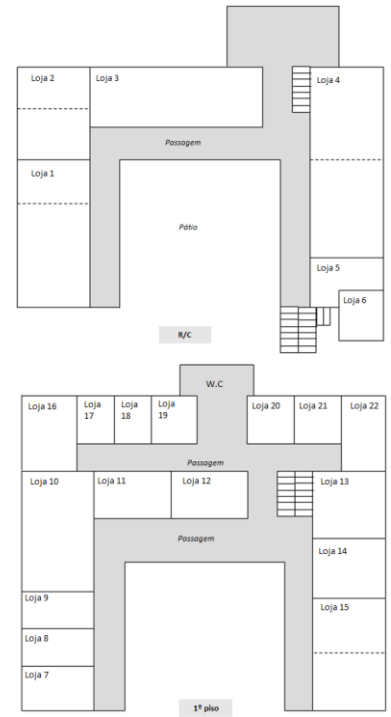 Loja 2
Loja 3
Loja 4
Passagem
Loja 1
Pátio
Loja 5
Loja 6
R/C
W.C
Loja 16
Loja
17
Loja
18
Loja
19
Loja 20
Loja 21
Loja 22
Passagem
Loja 10
Loja 11
Loja 12
Loja 13
Passagem
Loja 14
Loja 9
Loja 15
Loja 8
Loja 7
1º piso